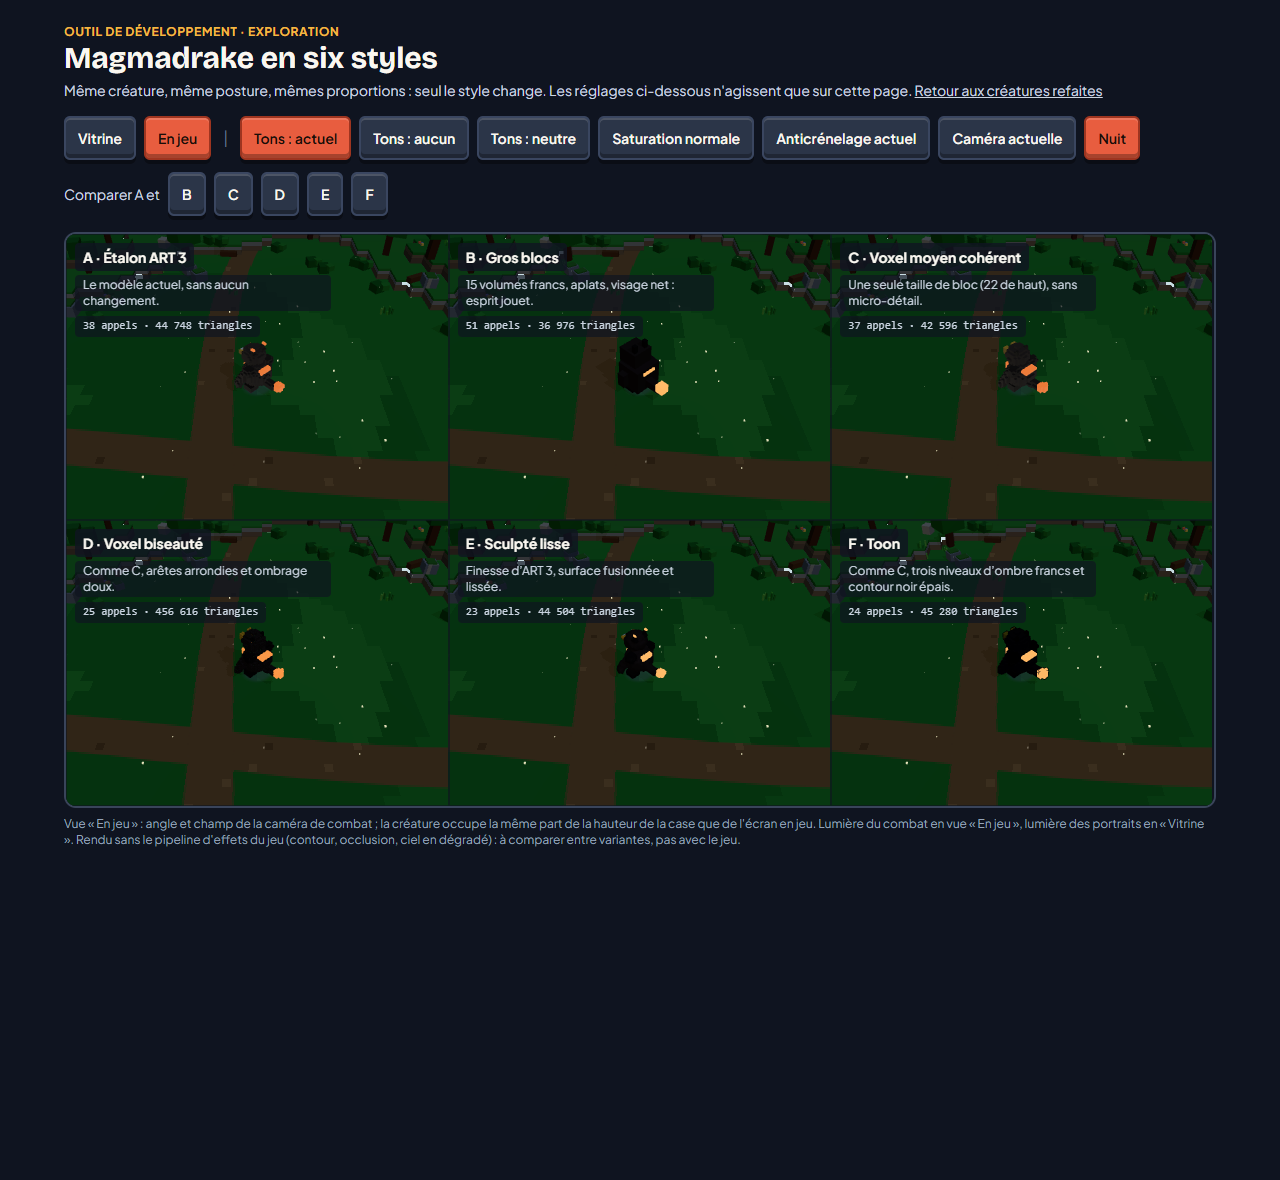 OUTIL DE DÉVELOPPEMENT · EXPLORATION
Magmadrake en six styles
Même créature, même posture, mêmes proportions : seul le style change. Les réglages ci-dessous n'agissent que sur cette page. Retour aux créatures refaites
Vitrine En jeu | Tons : actuel Tons : aucun Tons : neutre Saturation normale Anticrénelage actuel Caméra actuelle Nuit
Comparer A et B C D E F
A · Étalon ART 3
Le modèle actuel, sans aucun
changement.
38 appels · 44 748 triangles
B · Gros blocs
15 volumes francs, aplats, visage net :
esprit jouet.
51 appels · 36 976 triangles
C · Voxel moyen cohérent
Une seule taille de bloc (22 de haut), sans
micro-détail.
37 appels · 42 596 triangles
D · Voxel biseauté
Comme C, arêtes arrondies et ombrage
doux.
25 appels · 456 616 triangles
E · Sculpté lisse
Finesse d'ART 3, surface fusionnée et
lissée.
23 appels · 44 504 triangles
F · Toon
Comme C, trois niveaux d'ombre francs et
contour noir épais.
24 appels · 45 280 triangles
Vue « En jeu » : angle et champ de la caméra de combat ; la créature occupe la même part de la hauteur de la case que de l'écran en jeu. Lumière du combat en vue « En jeu », lumière des portraits en « Vitrine
». Rendu sans le pipeline d'effets du jeu (contour, occlusion, ciel en dégradé) : à comparer entre variantes, pas avec le jeu.